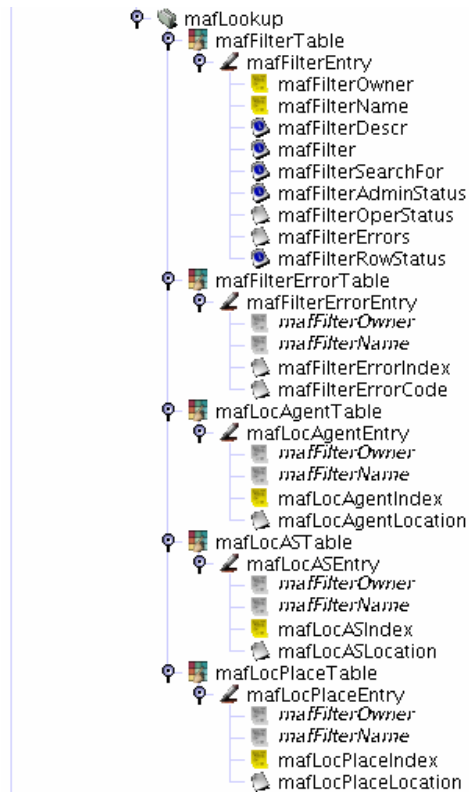 mafLookup
mafFilterTable
mafFilterEntry
mafFilterOwner
mafFilterName
mafFilterDescr
mafFilter
mafFilterSearchFor
mafFilterAdminStatus
mafFilterOperStatus
mafFilterErrors
mafFilterRowStatus
mafFilterErrorTable
mafFilterErrorEntry
mafFilterOwner
mafFilterName
mafFilterErrorIndex
mafFilterErrorCode
mafLocAgentTable
mafLocAgentEntry
mafFilterOwner
mafFilterName
mafLocAgentIndex
mafLocAgentLocation
mafLocASTable
mafLocASEntry
mafFilterOwner
mafFilterName
mafLocASIndex
mafLocASLocation
mafLocPlaceTable
mafLocPlaceEntry
mafFilterOwner
mafFilterName
mafLocPlaceIndex
mafLocPlaceLocation